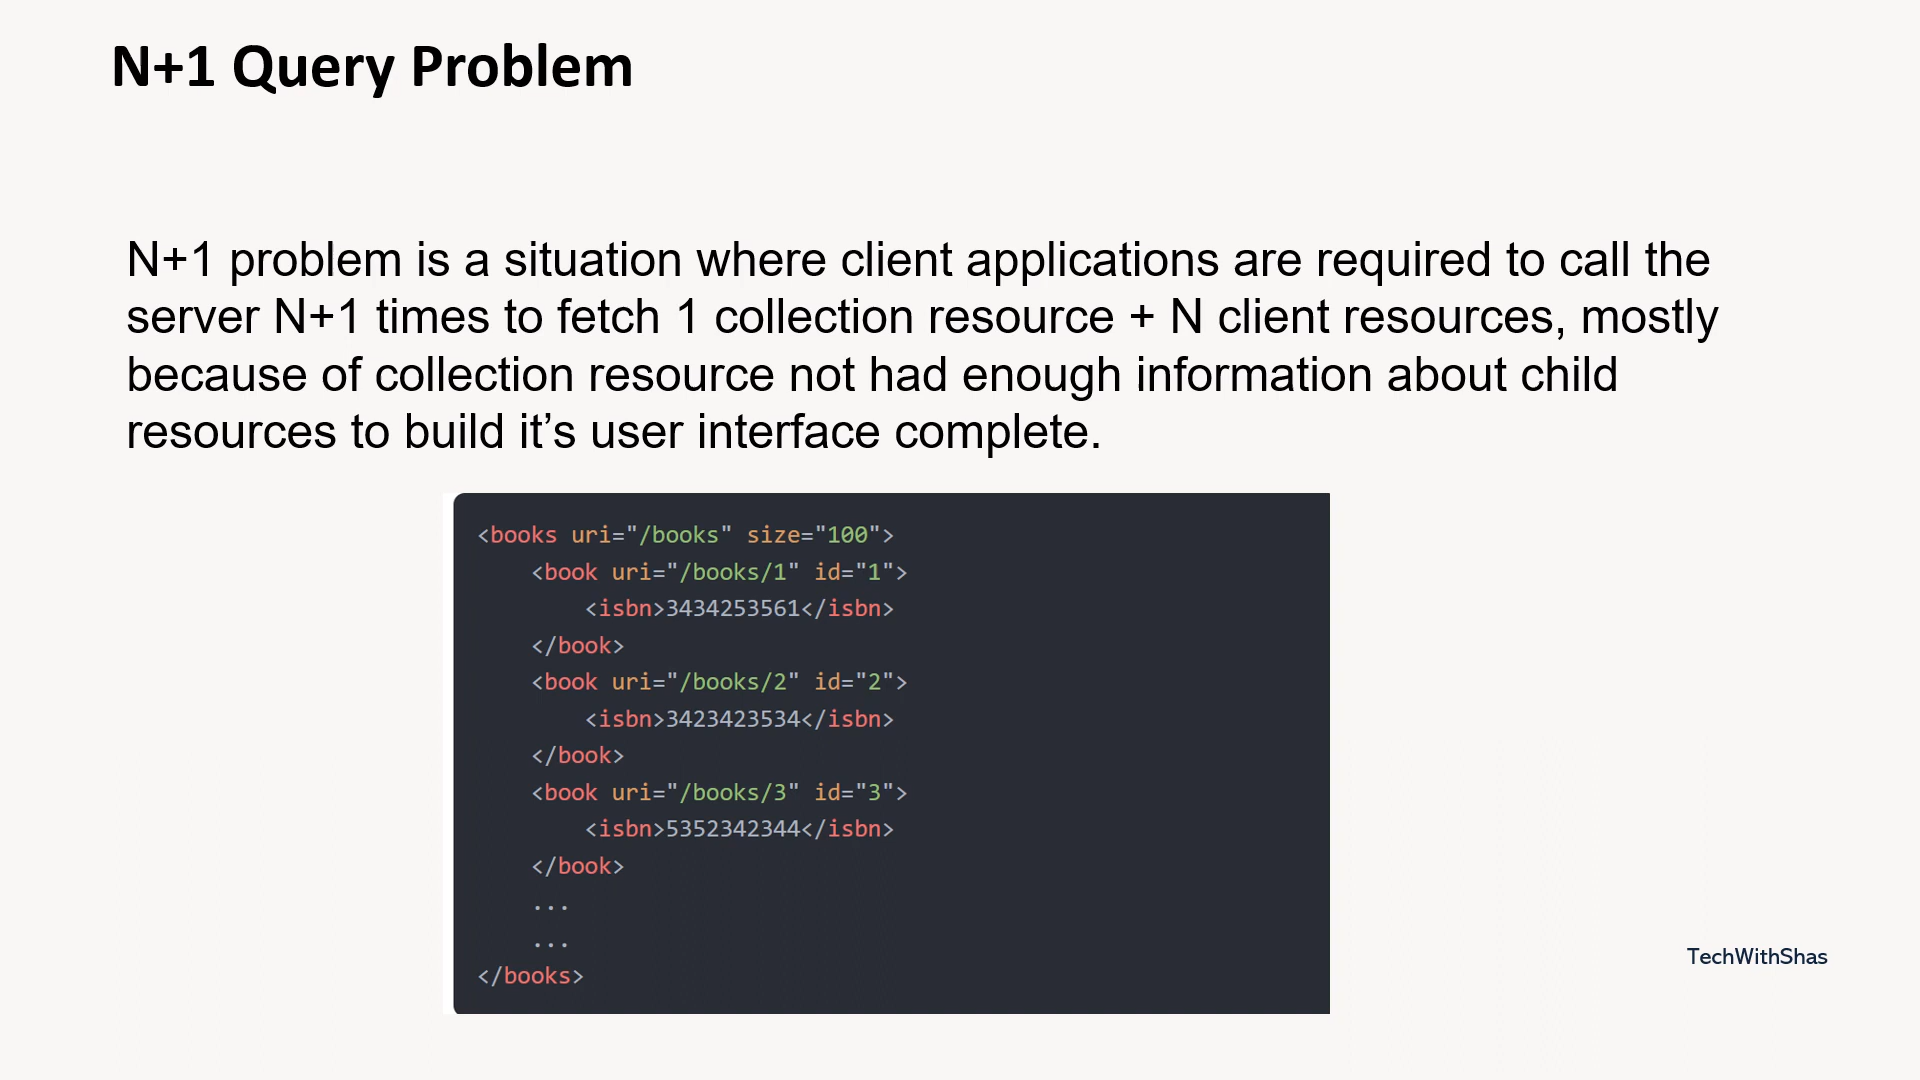 N+1 Query Problem
N+1 problem is a situation where client applications are required to call the
server N+1 times to fetch 1 collection resource + N client resources, mostly
because of collection resource not had enough information about child
resources to build it’s user interface complete.
<books uri="/books" size="100">
    <book uri="/books/1" id="1">
        <isbn>3434253561</isbn>
    </book>
    <book uri="/books/2" id="2">
        <isbn>3423423534</isbn>
    </book>
    <book uri="/books/3" id="3">
        <isbn>5352342344</isbn>
    </book>
    ...
    ...
</books>
TechWithShas